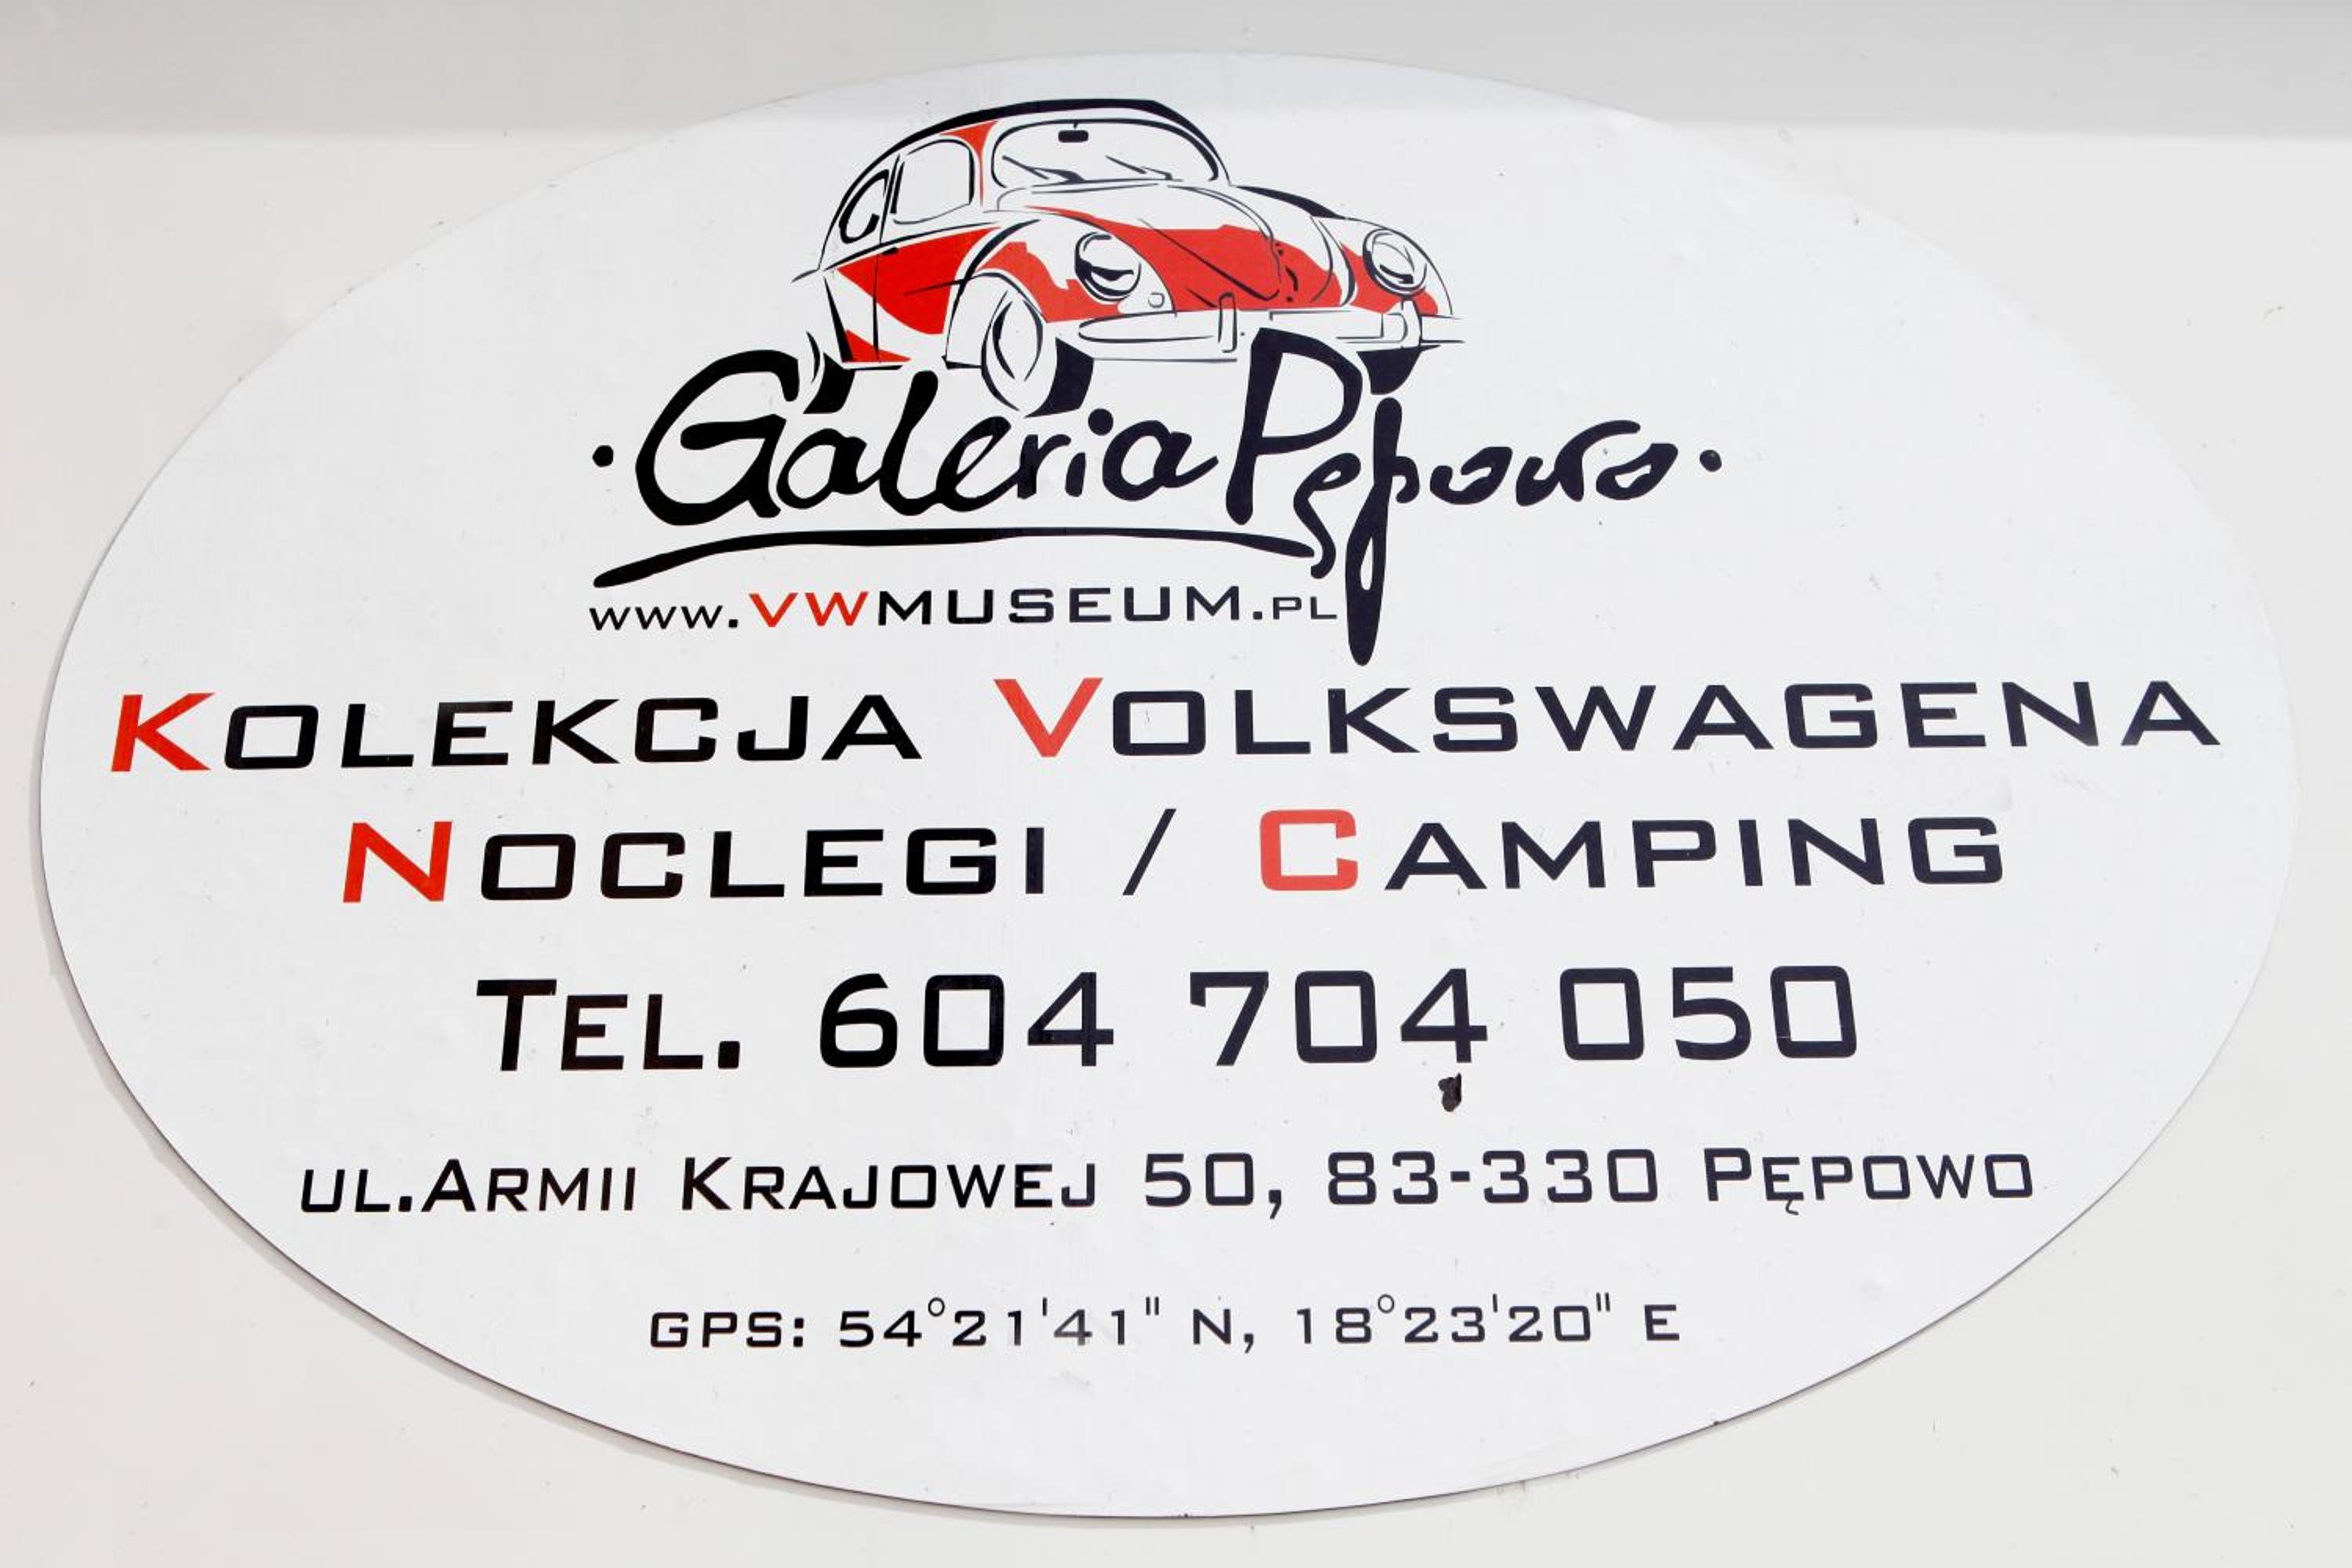 ·Galeria Pępowo·
www.VWMUSEUM.PL
KOLEKCJA VOLKSWAGENA
NOCLEGI / CAMPING
TEL. 604 704 050
UL.ARMII KRAJOWEJ 50, 83-330 PĘPOWO
GPS: 54°21'41" N, 18°23'20" E